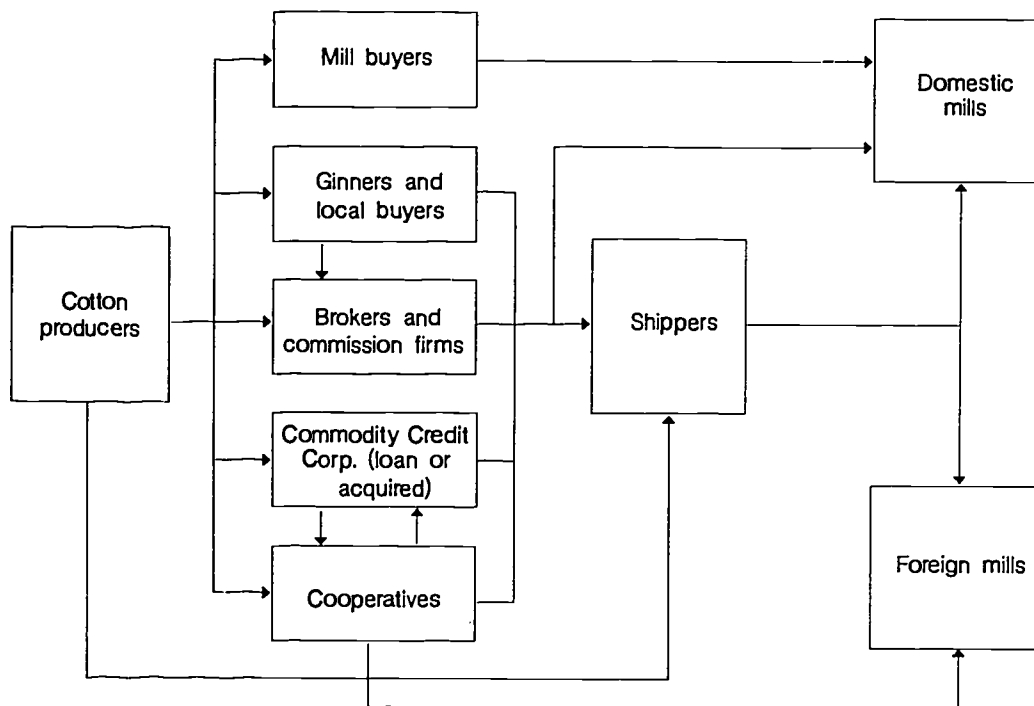 Mill buyers
Domestic
mills
Ginners and
local buyers
Cotton
producers
Brokers and
commission firms
Shippers
Commodity Credit
Corp. (loan or
acquired)
Cooperatives
Foreign mills